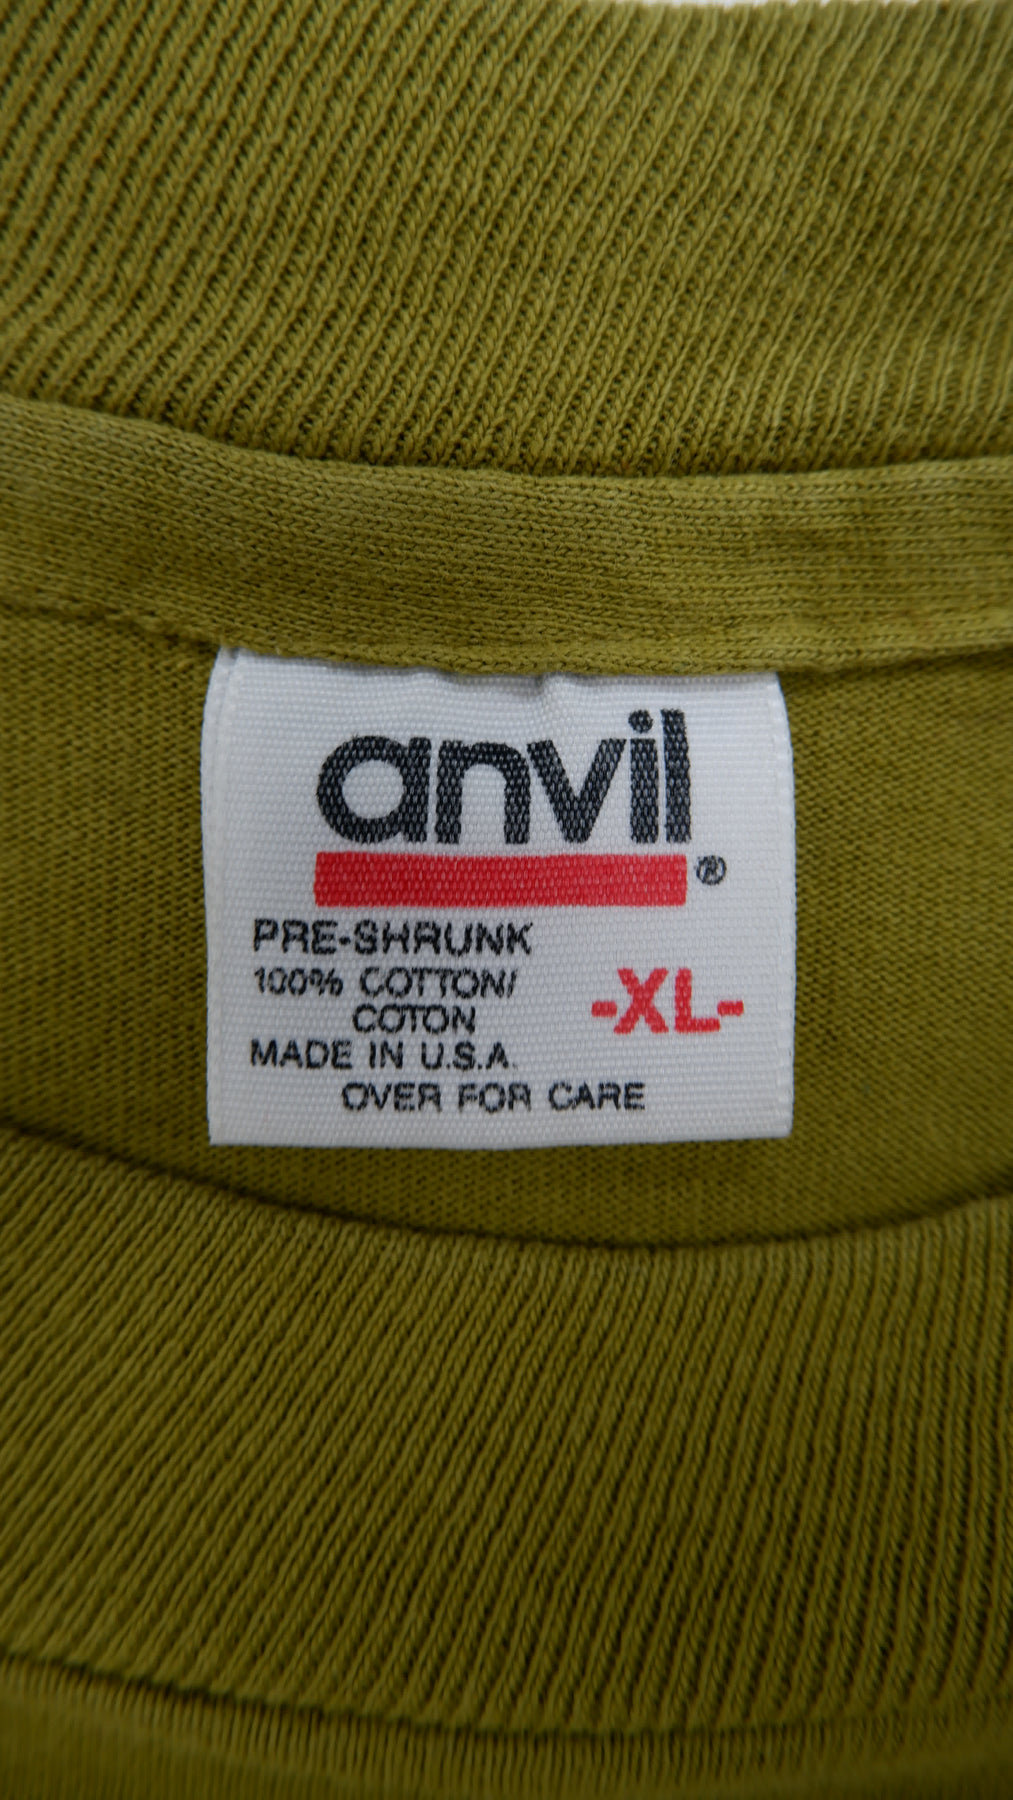 anvil®
PRE-SHRUNK
100% COTTON/
COTON
-XL-
MADE IN U.S.A.
OVER FOR CARE